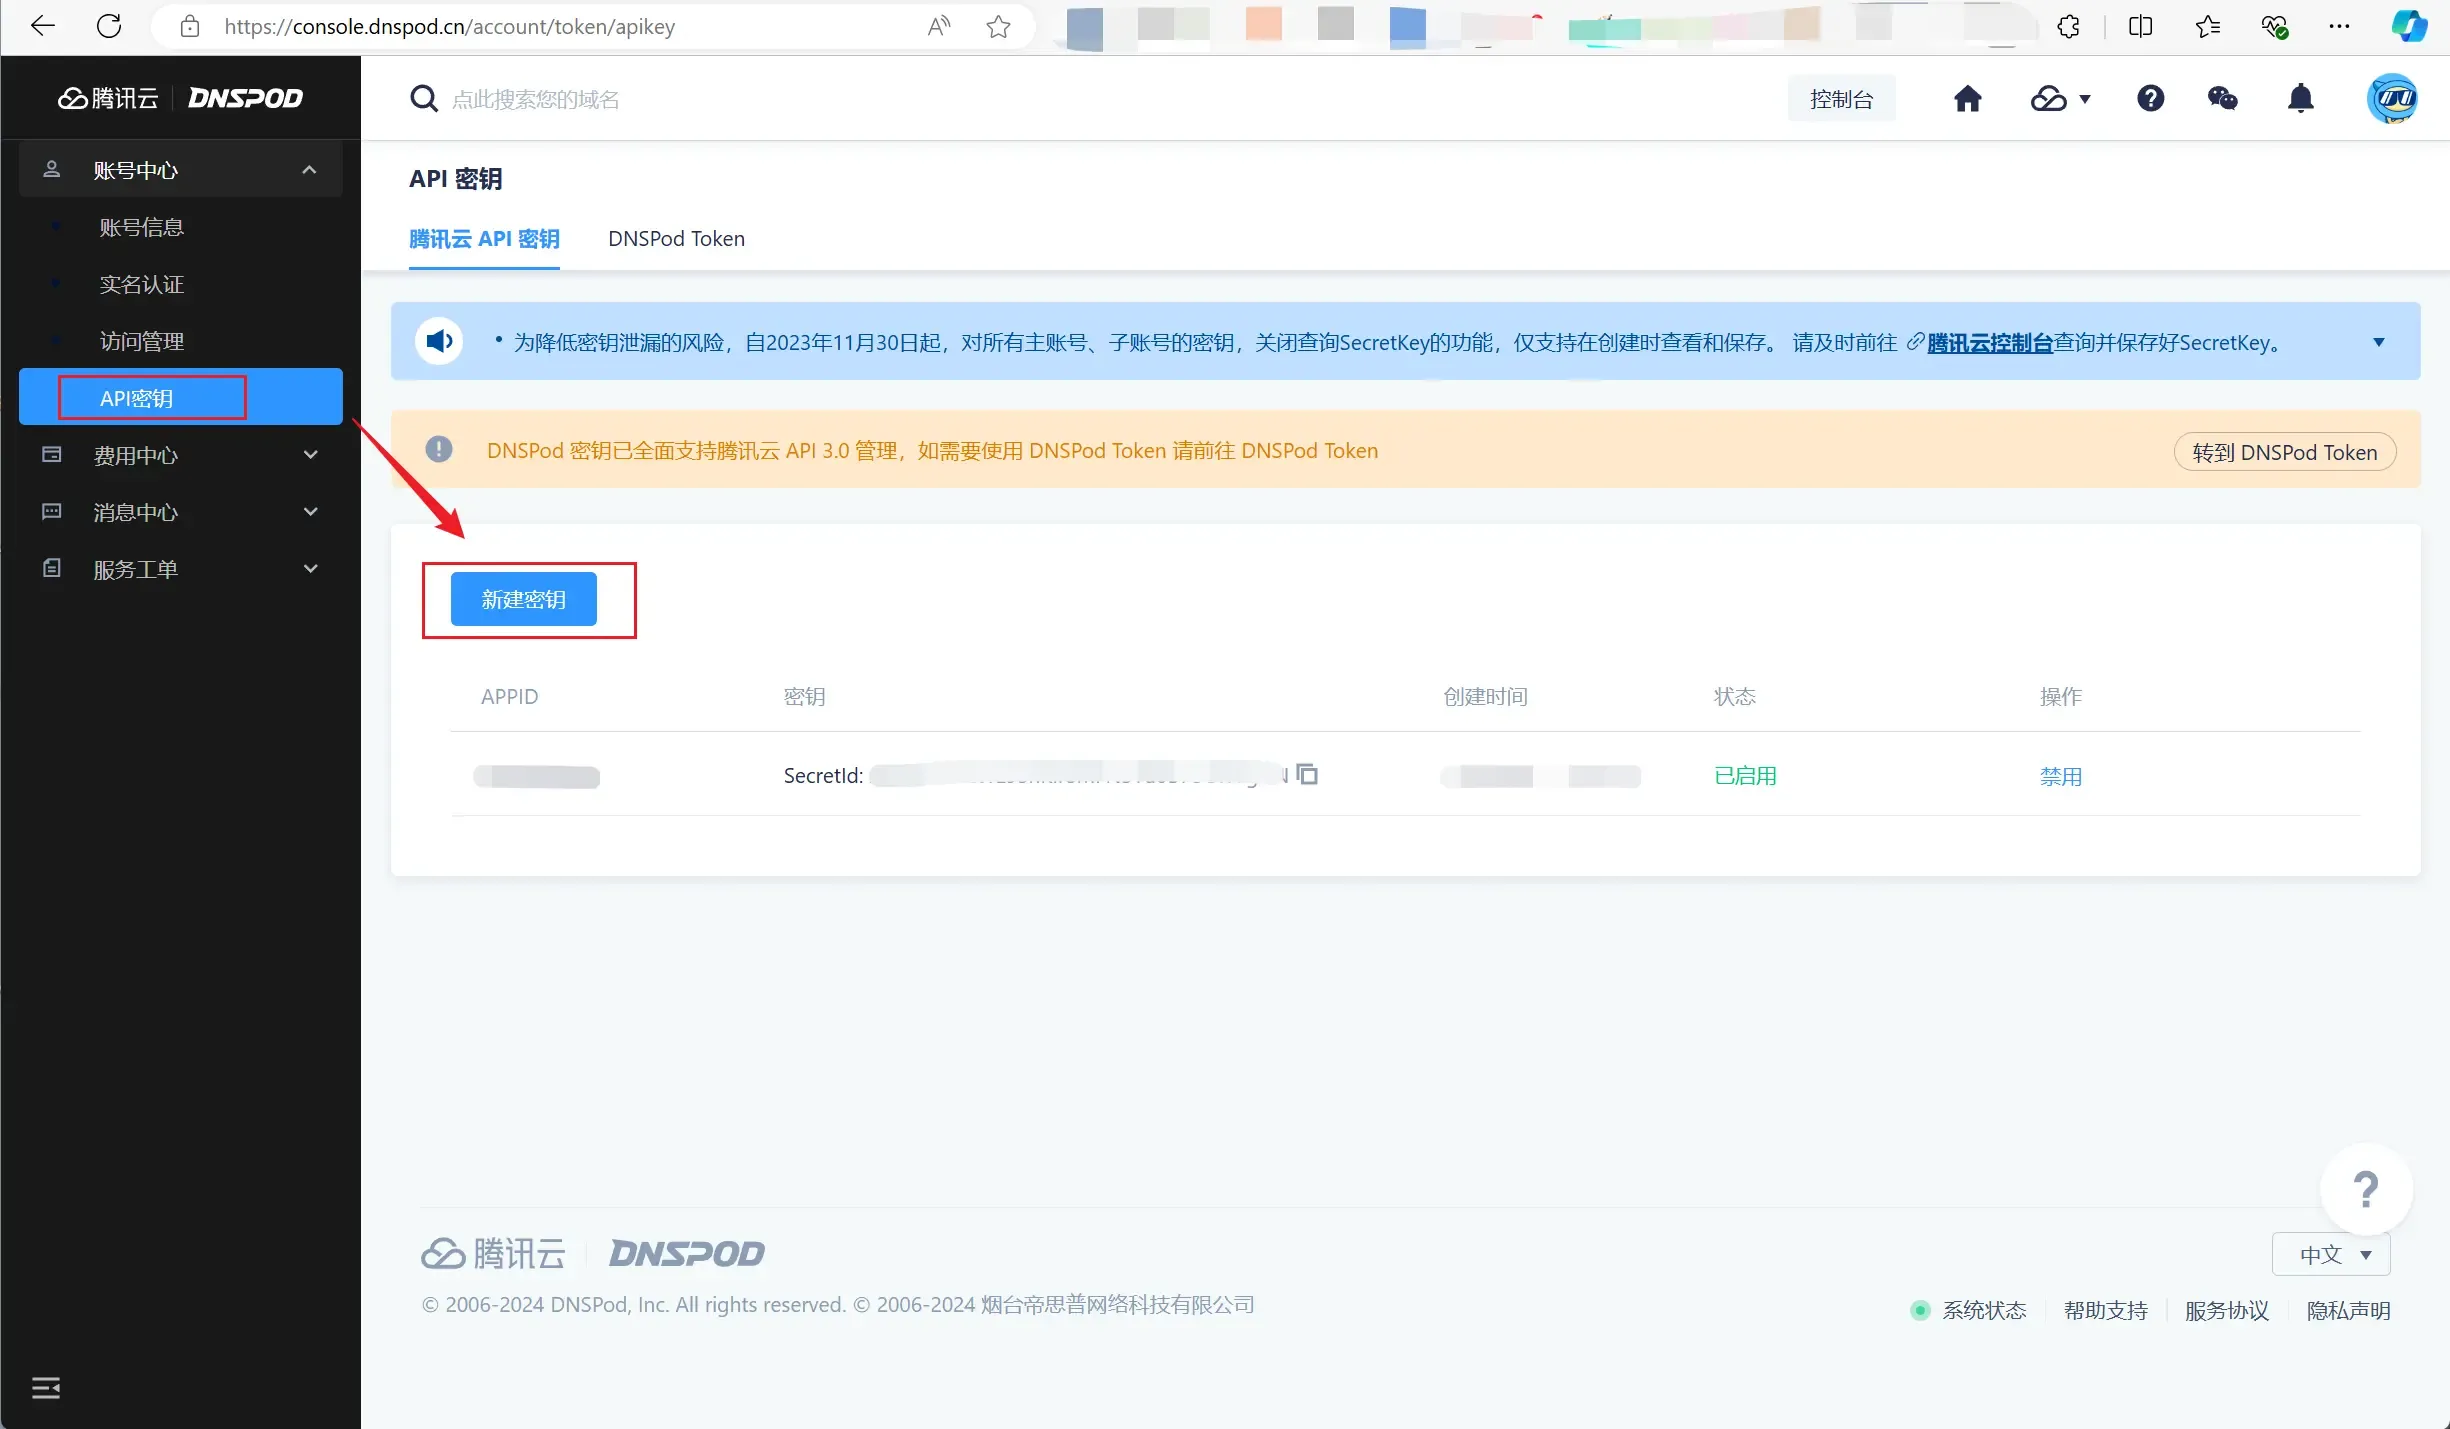 https://console.dnspod.cn/account/token/apikey
腾讯云 DNSPOD
点此搜索您的域名
控制台
账号中心
账号信息
实名认证
访问管理
API密钥
费用中心
消息中心
服务工单
API 密钥
腾讯云 API 密钥 DNSPod Token
• 为降低密钥泄漏的风险，自2023年11月30日起，对所有主账号、子账号的密钥，关闭查询SecretKey的功能，仅支持在创建时查看和保存。 请及时前往 腾讯云控制台查询并保存好SecretKey。
DNSPod 密钥已全面支持腾讯云 API 3.0 管理，如需要使用 DNSPod Token 请前往 DNSPod Token
转到 DNSPod Token
新建密钥
APPID 密钥 创建时间 状态 操作
SecretId: 已启用 禁用
腾讯云 DNSPOD
中文
© 2006-2024 DNSPod, Inc. All rights reserved. © 2006-2024 烟台帝思普网络科技有限公司
系统状态 帮助支持 服务协议 隐私声明